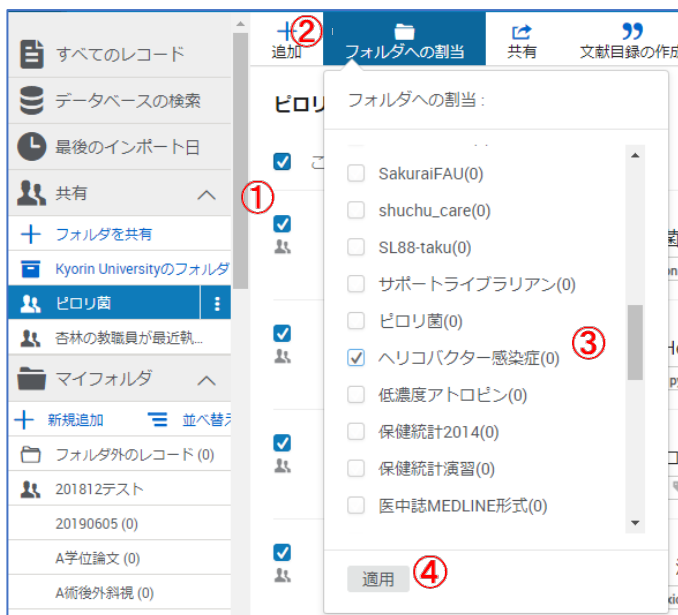 すべてのレコード
データベースの検索
最後のインポート日
共有
フォルダを共有
Kyorin Universityのフォルダ
ピロリ菌
杏林の教職員が最近執...
マイフォルダ
新規追加 並べ替え
フォルダ外のレコード (0)
201812テスト
20190605 (0)
A学位論文 (0)
A術後外斜視 (0)
②
追加
フォルダへの割当
共有
文献目録の作成
ピロリ
こ
①
フォルダへの割当 :
SakuraiFAU(0)
shuchu_care(0)
SL88-taku(0)
サポートライブラリアン(0)
ピロリ菌(0)
ヘリコバクター感染症(0)
③
低濃度アトロピン(0)
保健統計2014(0)
保健統計演習(0)
医中誌MEDLINE形式(0)
適用
④